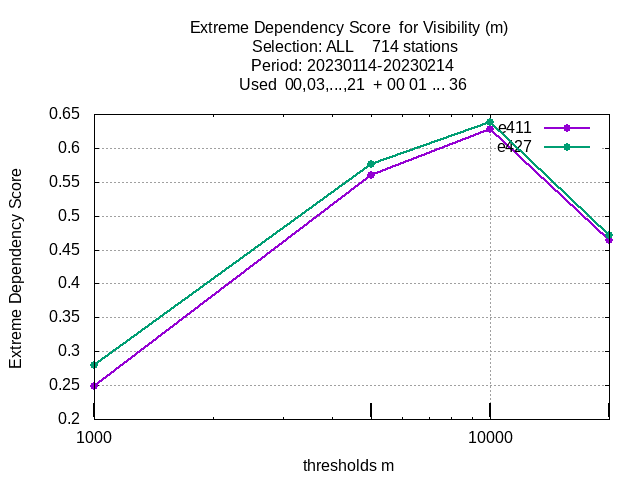 Extreme Dependency Score  for Visibility (m)
Selection: ALL    714 stations
Period: 20230114-20230214
Used  00,03,...,21  + 00 01 ... 36
0.65
0.6
0.55
0.5
0.45
0.4
0.35
0.3
0.25
0.2
Extreme Dependency Score
e411
e427
1000
10000
thresholds m